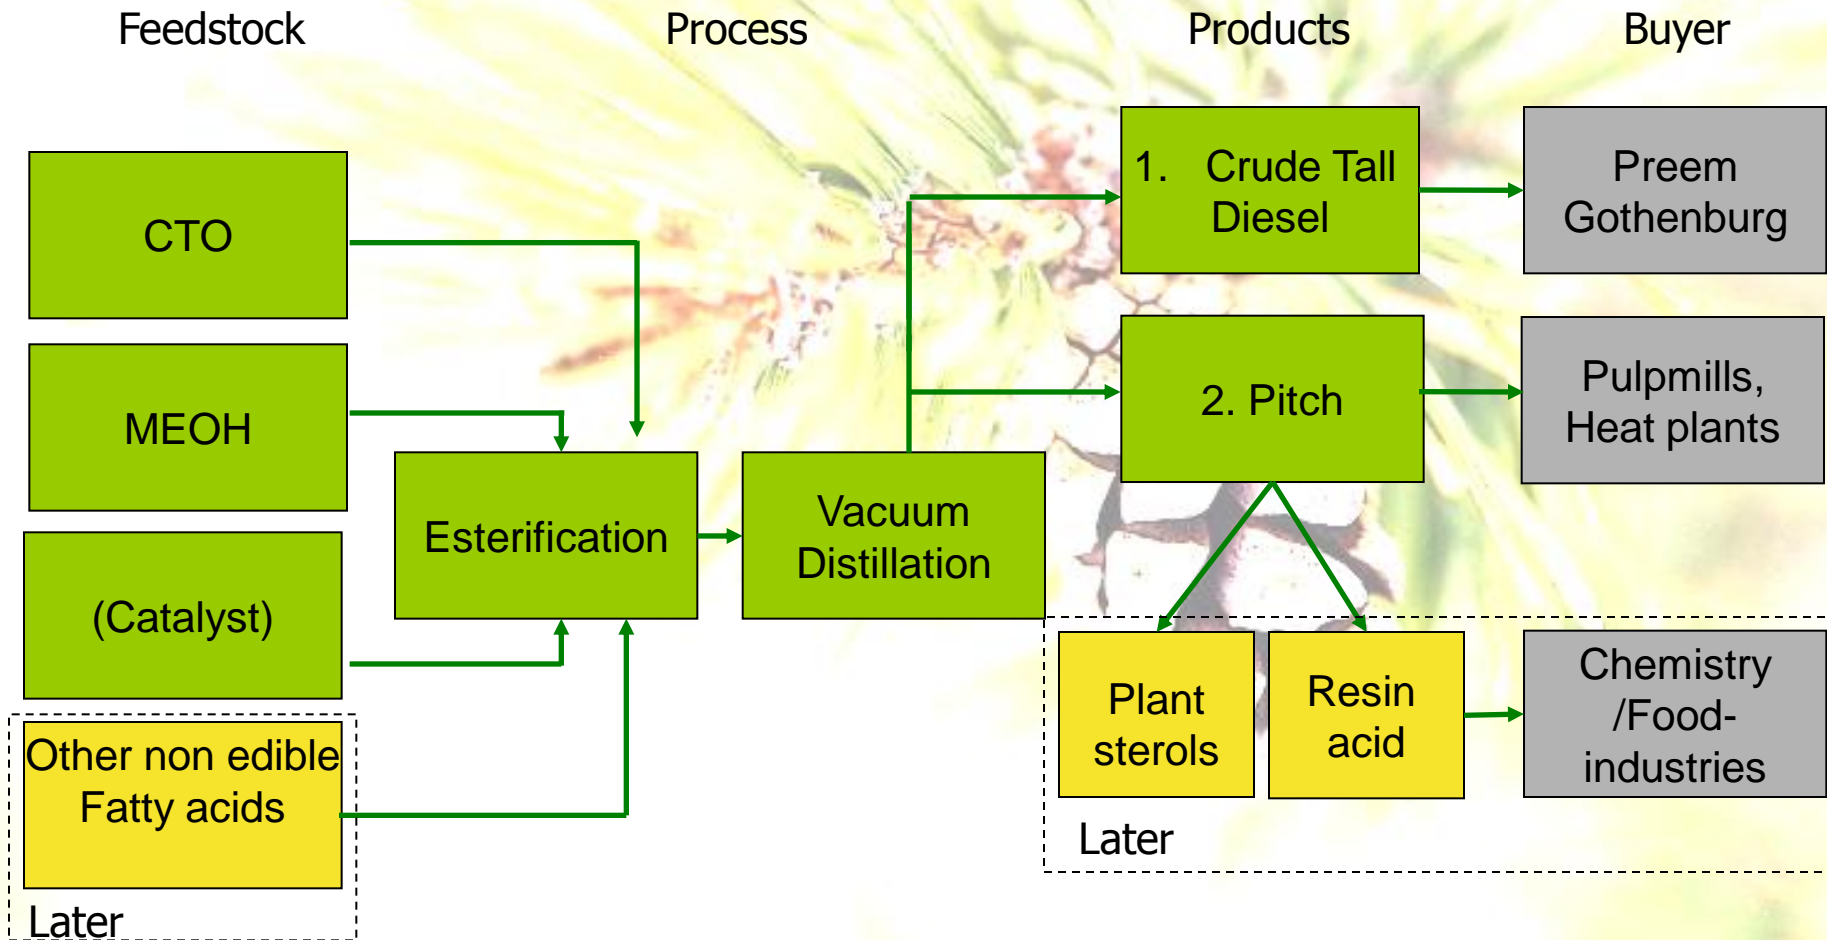 Feedstock
Process
Products
Buyer
CTO
MEOH
(Catalyst)
Other non edible
Fatty acids
Later
Esterification
Vacuum
Distillation
1. Crude Tall
Diesel
2. Pitch
Plant
sterols
Resin
acid
Later
Preem
Gothenburg
Pulpmills,
Heat plants
Chemistry
/Food-
industries